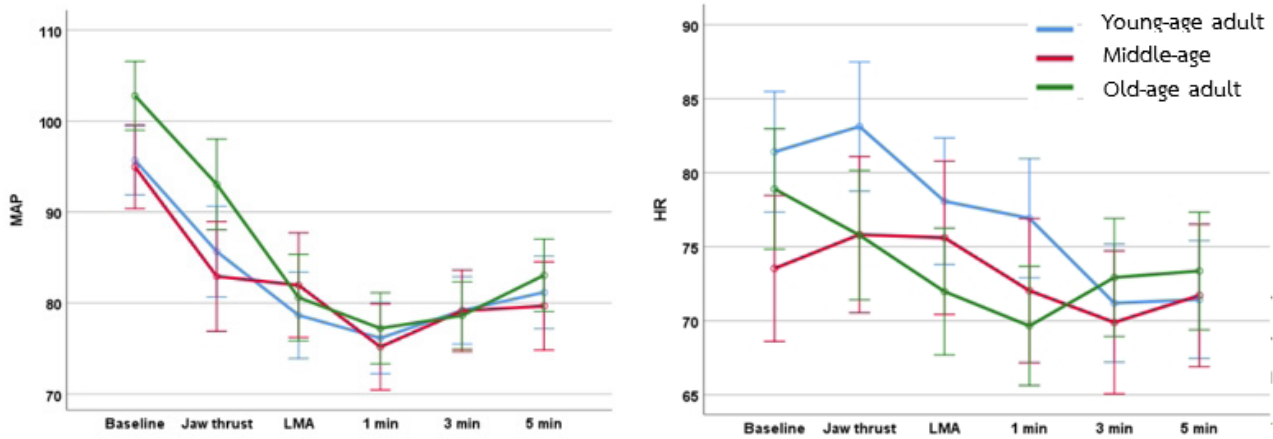 110
100
90
80
70
MAP
Baseline Jaw thrust LMA 1 min 3 min 5 min
90
85
80
75
70
65
HR
Baseline Jaw thrust LMA 1 min 3 min 5 min
Young-age adult
Middle-age
Old-age adult